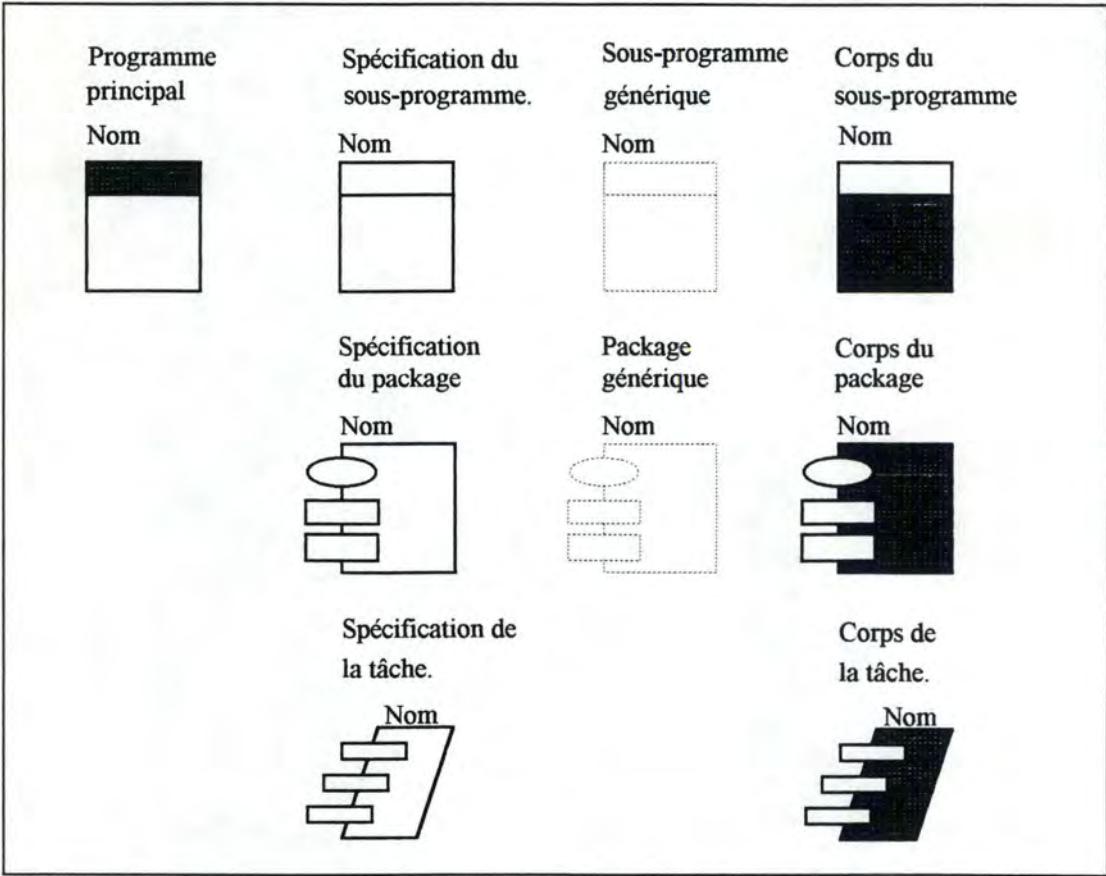 Programme
principal
Nom
Spécification du
sous-programme.
Nom
Sous-programme
générique
Nom
Corps du
sous-programme
Nom
Spécification
du package
Nom
Package
générique
Nom
Corps du
package
Nom
Spécification de
la tâche.
Nom
Corps de
la tâche.
Nom